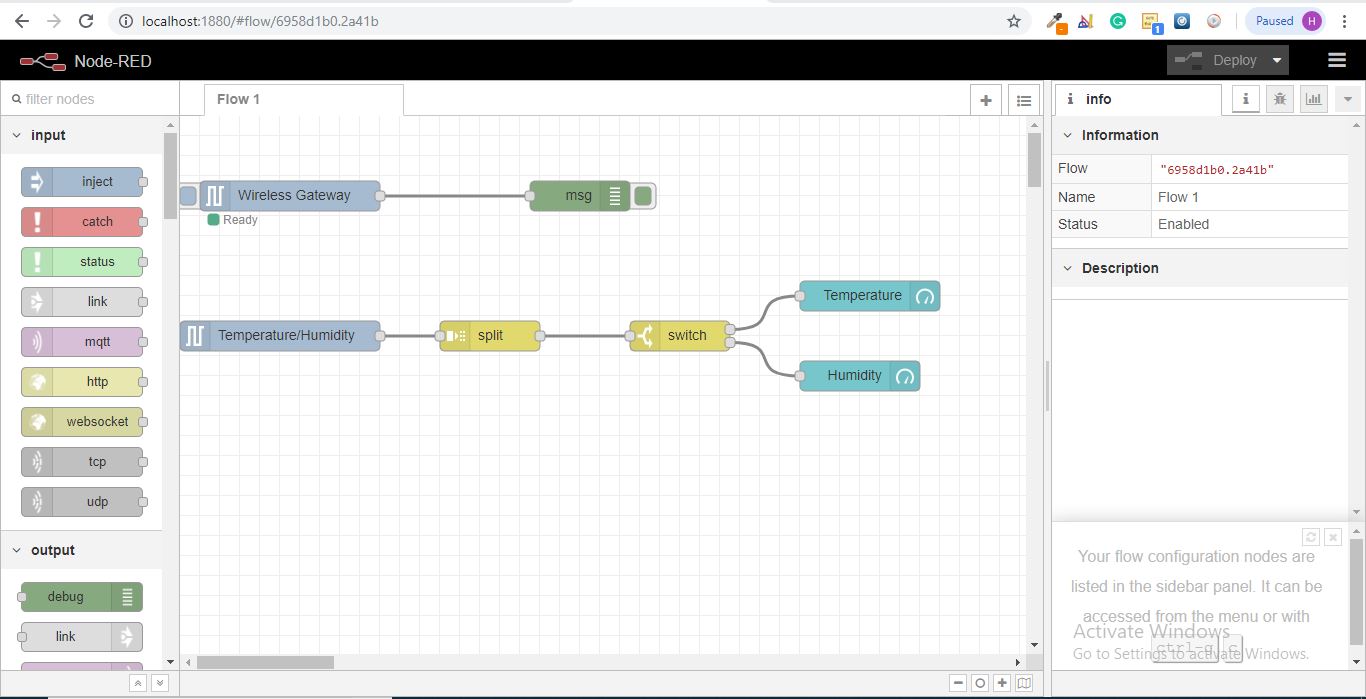 localhost:1880/#flow/6958d1b0.2a41b
1
Paused H
Node-RED
Deploy
filter nodes
Flow 1
i info
i
input
Information
inject
Flow "6958d1b0.2a41b"
catch
Name Flow 1
status
Status Enabled
link
Description
mqtt
http
websocket
tcp
udp
output
debug
link
Wireless Gateway
msg
Ready
Temperature/Humidity
split
switch
Temperature
Humidity
Your flow configuration nodes are
listed in the sidebar panel. It can be
accessed from the menu or with
ctrl-g c
Activate Windows
Go to Settings to activate Windows.